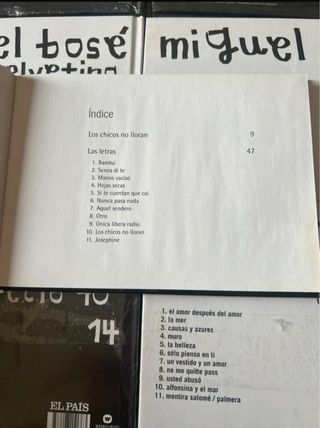 el bosé
miguel
Índice
Los chicos no lloran 9
Las letras 47
1. Bambú
2. Senza di te
3. Manos vacías
4. Hojas secas
5. Si te cuentan que caí
6. Nunca pasa nada
7. Aquel sendero
8. Otro
9. Única libera radio
10. Los chicos no lloran
11. Josephine
14
EL PAÍS
1. el amor después del amor
2. la mer
3. causas y azares
4. muro
5. la belleza
6. sólo pienso en ti
7. un vestido y un amor
8. ne me quitte pass
9. usted abusó
10. alfonsina y el mar
11. mentira salomé / palmera